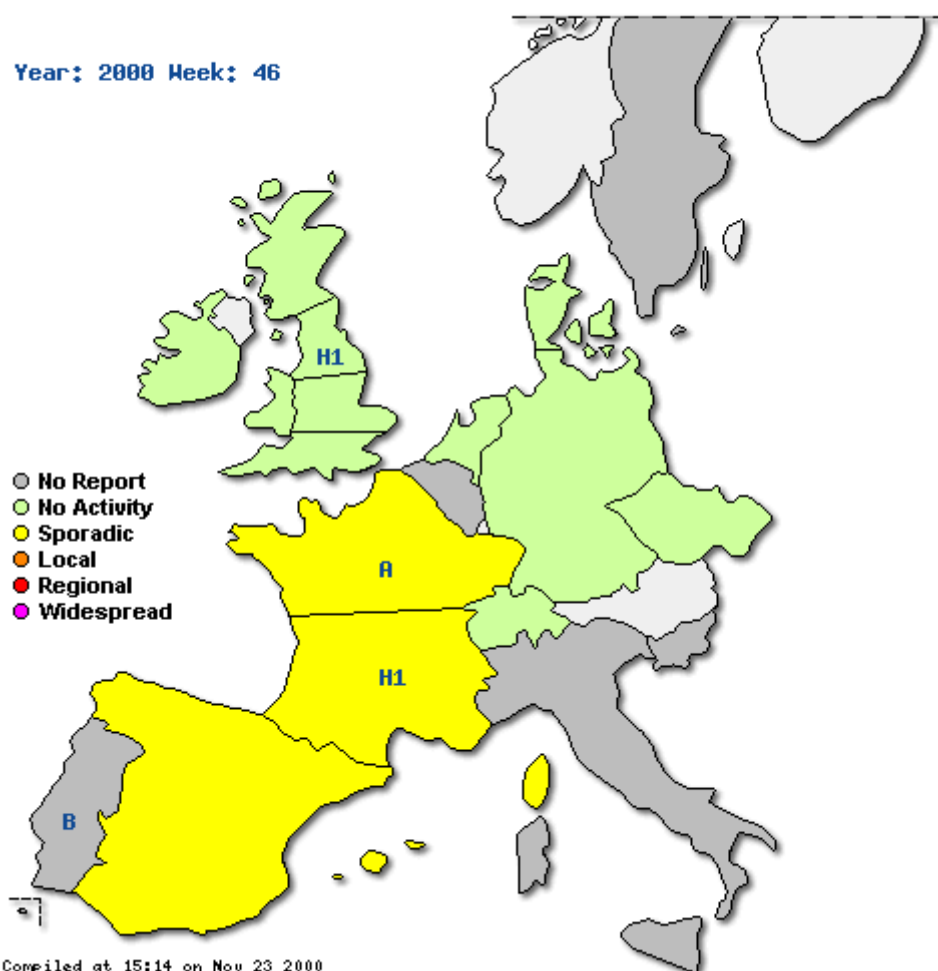 Year: 2000 Week: 46
H1
No Report
No Activity
Sporadic
Local
Regional
Widespread
A
H1
B
Compiled at 15:14 on Nov 23 2000